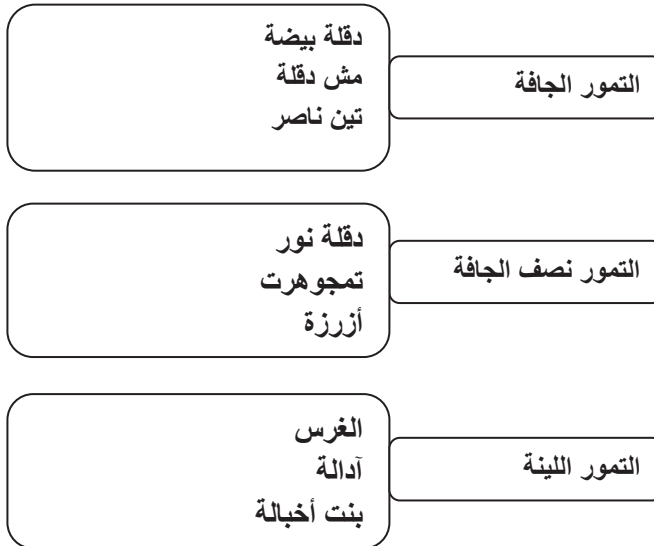 التمور الجافة
دقلة بيضة
مش دقلة
تين ناصر
التمور نصف الجافة
دقلة نور
تمجوهرت
أزرزة
التمور اللينة
الغرس
آدالة
بنت أخبالة